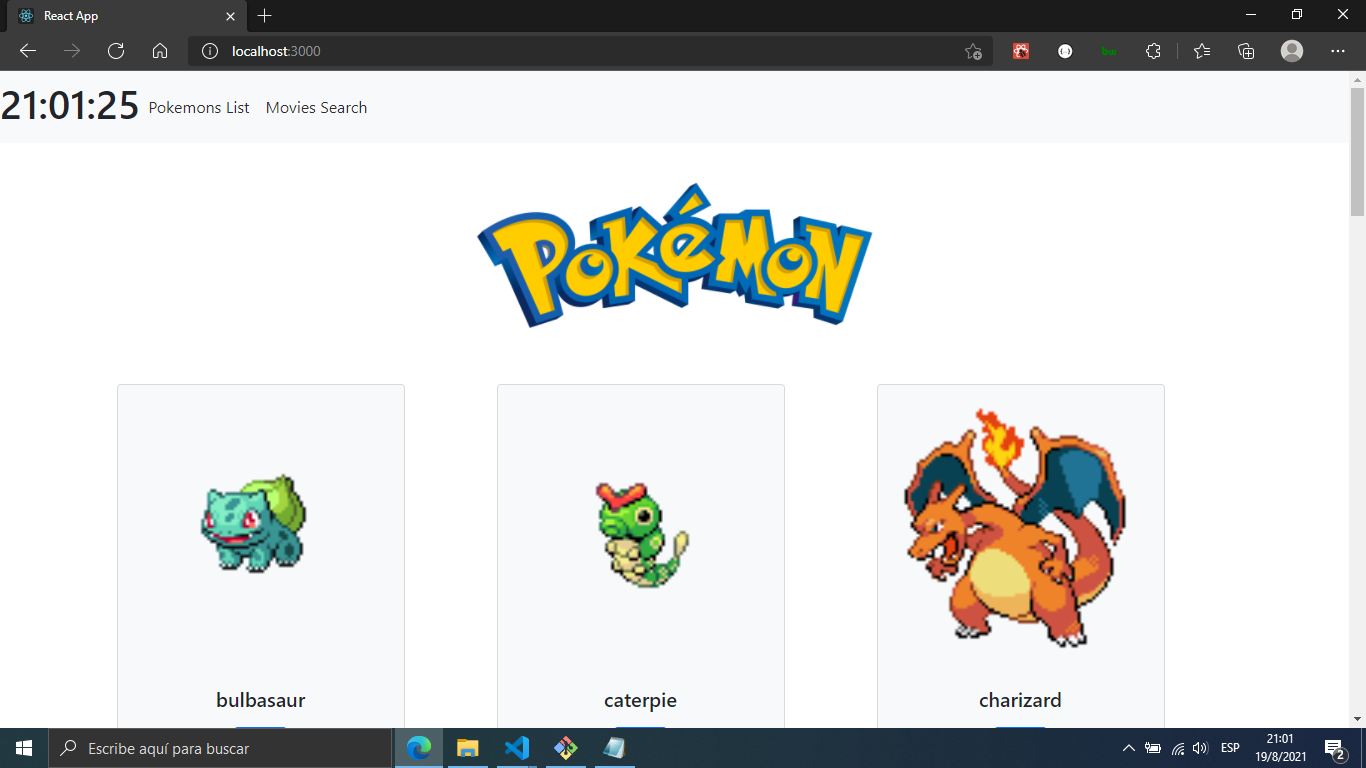 React App
localhost:3000
21:01:25 Pokemons List Movies Search
POKéMON
bulbasaur caterpie charizard
Escribe aquí para buscar
ESP
21:01
19/8/2021
2